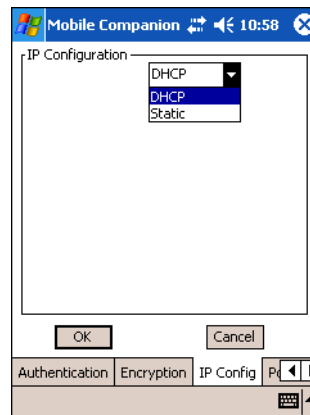 Mobile Companion 10:58
IP Configuration
DHCP
DHCP
Static
OK Cancel
Authentication Encryption IP Config